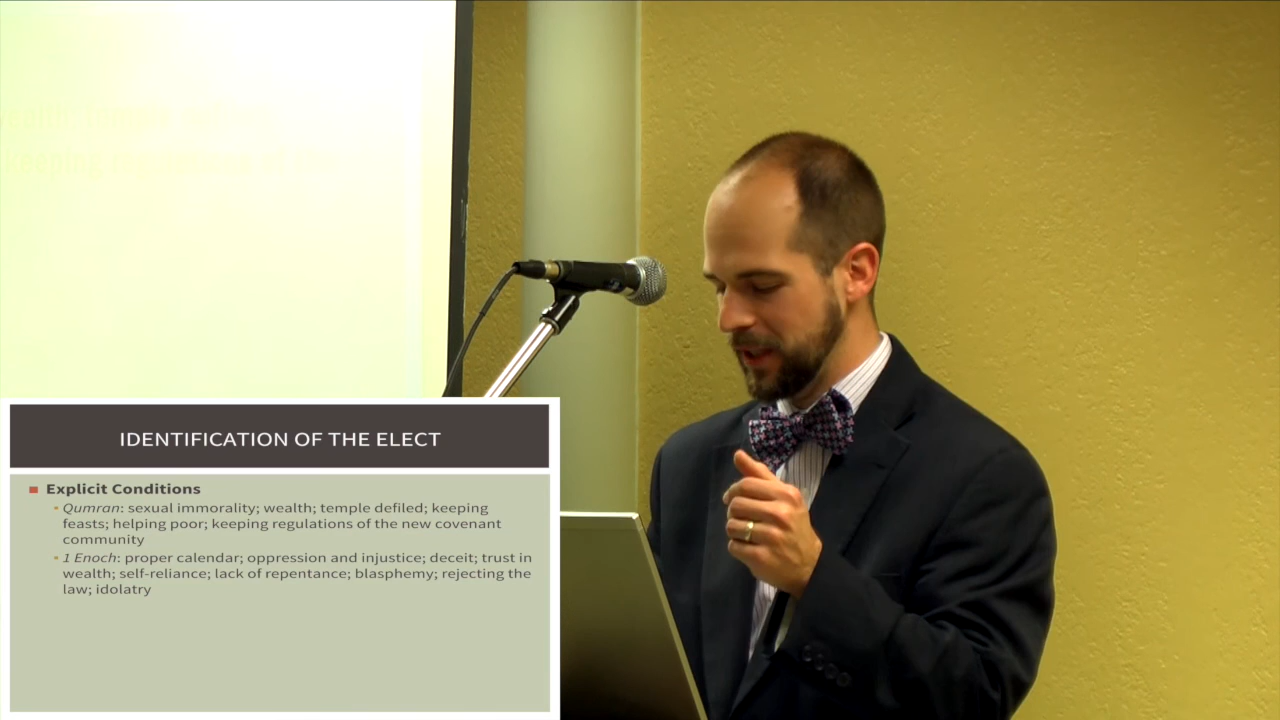 IDENTIFICATION OF THE ELECT
Explicit Conditions
Qumran: sexual immorality; wealth; temple defiled; keeping
feasts; helping poor; keeping regulations of the new covenant
community
1 Enoch: proper calendar; oppression and injustice; deceit; trust in
wealth; self-reliance; lack of repentance; blasphemy; rejecting the
law; idolatry